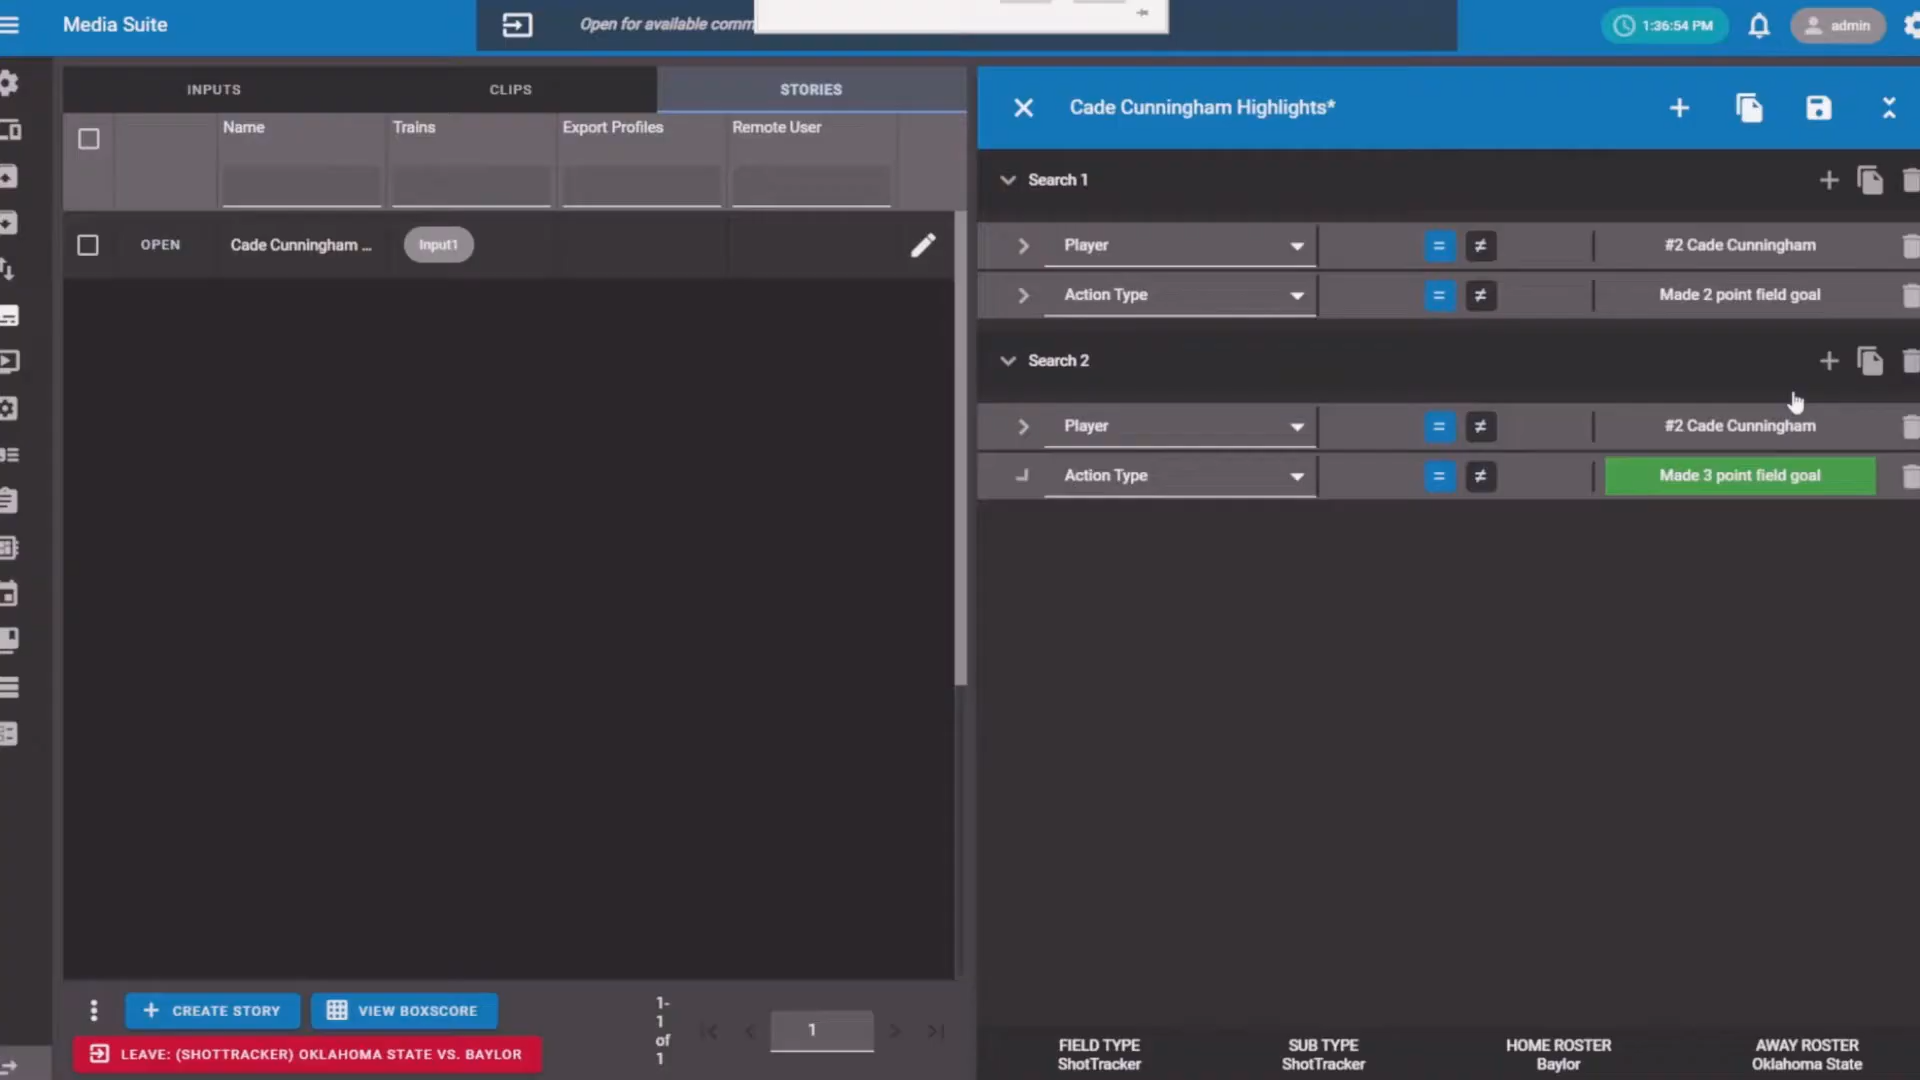 Media Suite
Open for available comm
1:36:54 PM
admin
INPUTS
CLIPS
STORIES
Name
Trains
Export Profiles
Remote User
OPEN
Cade Cunningham ...
Input1
Cade Cunningham Highlights*
Search 1
Player
=
≠
#2 Cade Cunningham
Action Type
=
≠
Made 2 point field goal
Search 2
Player
=
≠
#2 Cade Cunningham
Action Type
=
≠
Made 3 point field goal
CREATE STORY
VIEW BOXSCORE
LEAVE: (SHOTTRACKER) OKLAHOMA STATE VS. BAYLOR
1-
1
of
1
1
FIELD TYPE
ShotTracker
SUB TYPE
ShotTracker
HOME ROSTER
Baylor
AWAY ROSTER
Oklahoma State